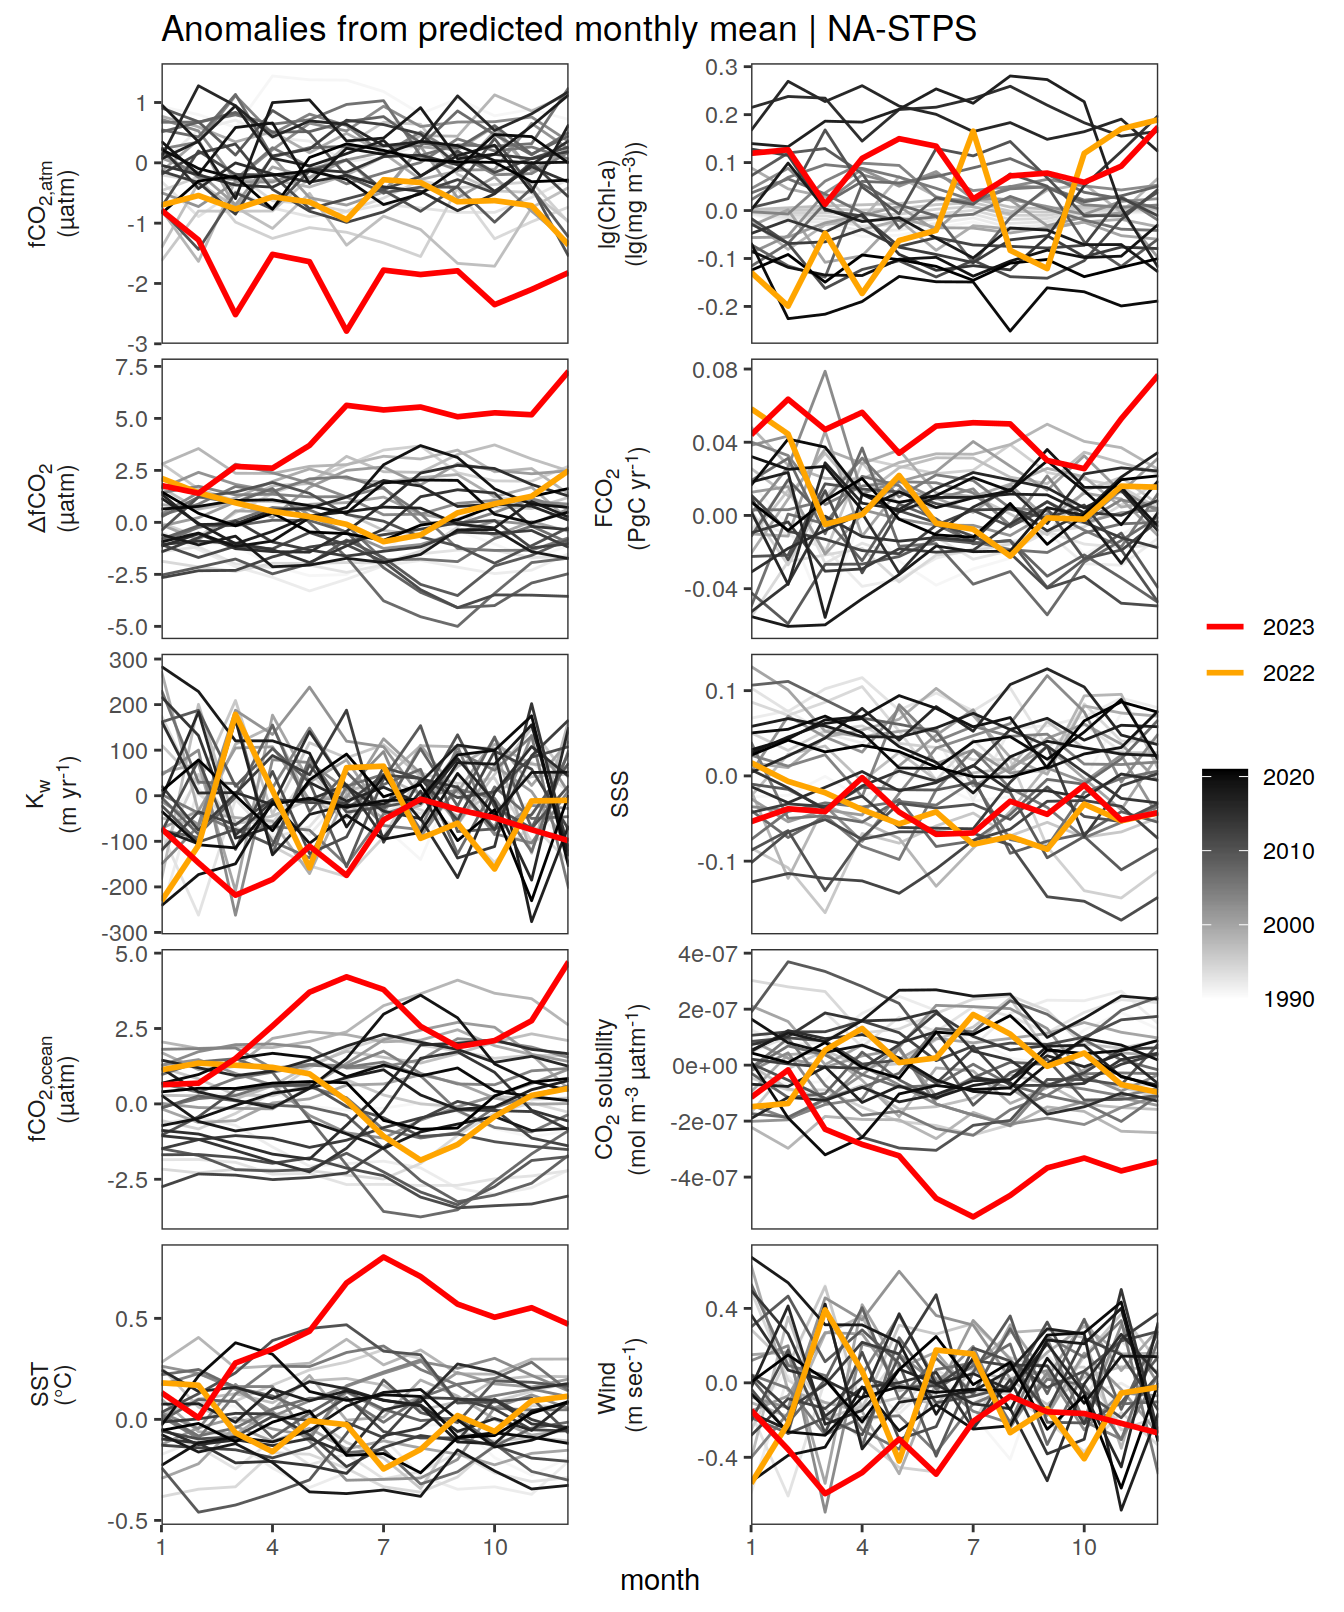 Anomalies from predicted monthly mean | NA-STPS
fCO2,atm
(µatm)
1
0
-1
-2
-3
lg(Chl-a)
(lg(mg m-3))
0.3
0.2
0.1
0.0
-0.1
-0.2
ΔfCO2
(µatm)
7.5
5.0
2.5
0.0
-2.5
-5.0
FCO2
(PgC yr-1)
0.08
0.04
0.00
-0.04
Kw
(m yr-1)
300
200
100
0
-100
-200
-300
SSS
0.1
0.0
-0.1
fCO2,ocean
(µatm)
5.0
2.5
0.0
-2.5
CO2 solubility
(mol m-3 µatm-1)
4e-07
2e-07
0e+00
-2e-07
-4e-07
SST
(°C)
0.5
0.0
-0.5
Wind
(m sec-1)
0.4
0.0
-0.4
1 4 7 10
1 4 7 10
month
2023
2022
2020
2010
2000
1990